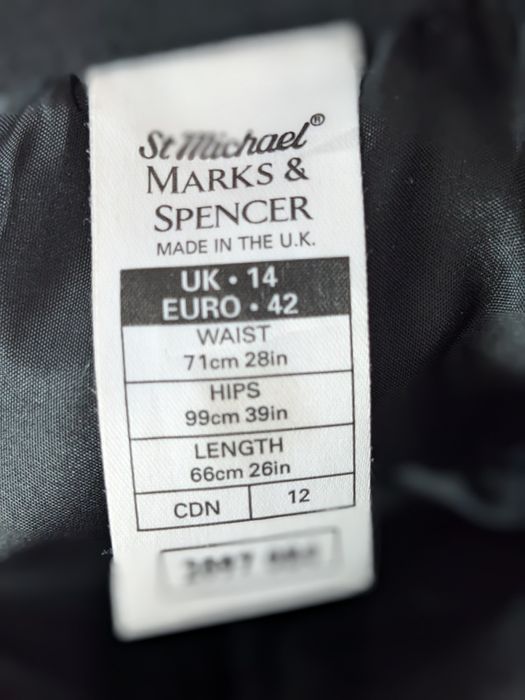 St Michael®
MARKS &
SPENCER
MADE IN THE U.K.
UK • 14
EURO • 42
WAIST
71cm 28in
HIPS
99cm 39in
LENGTH
66cm 26in
CDN 12